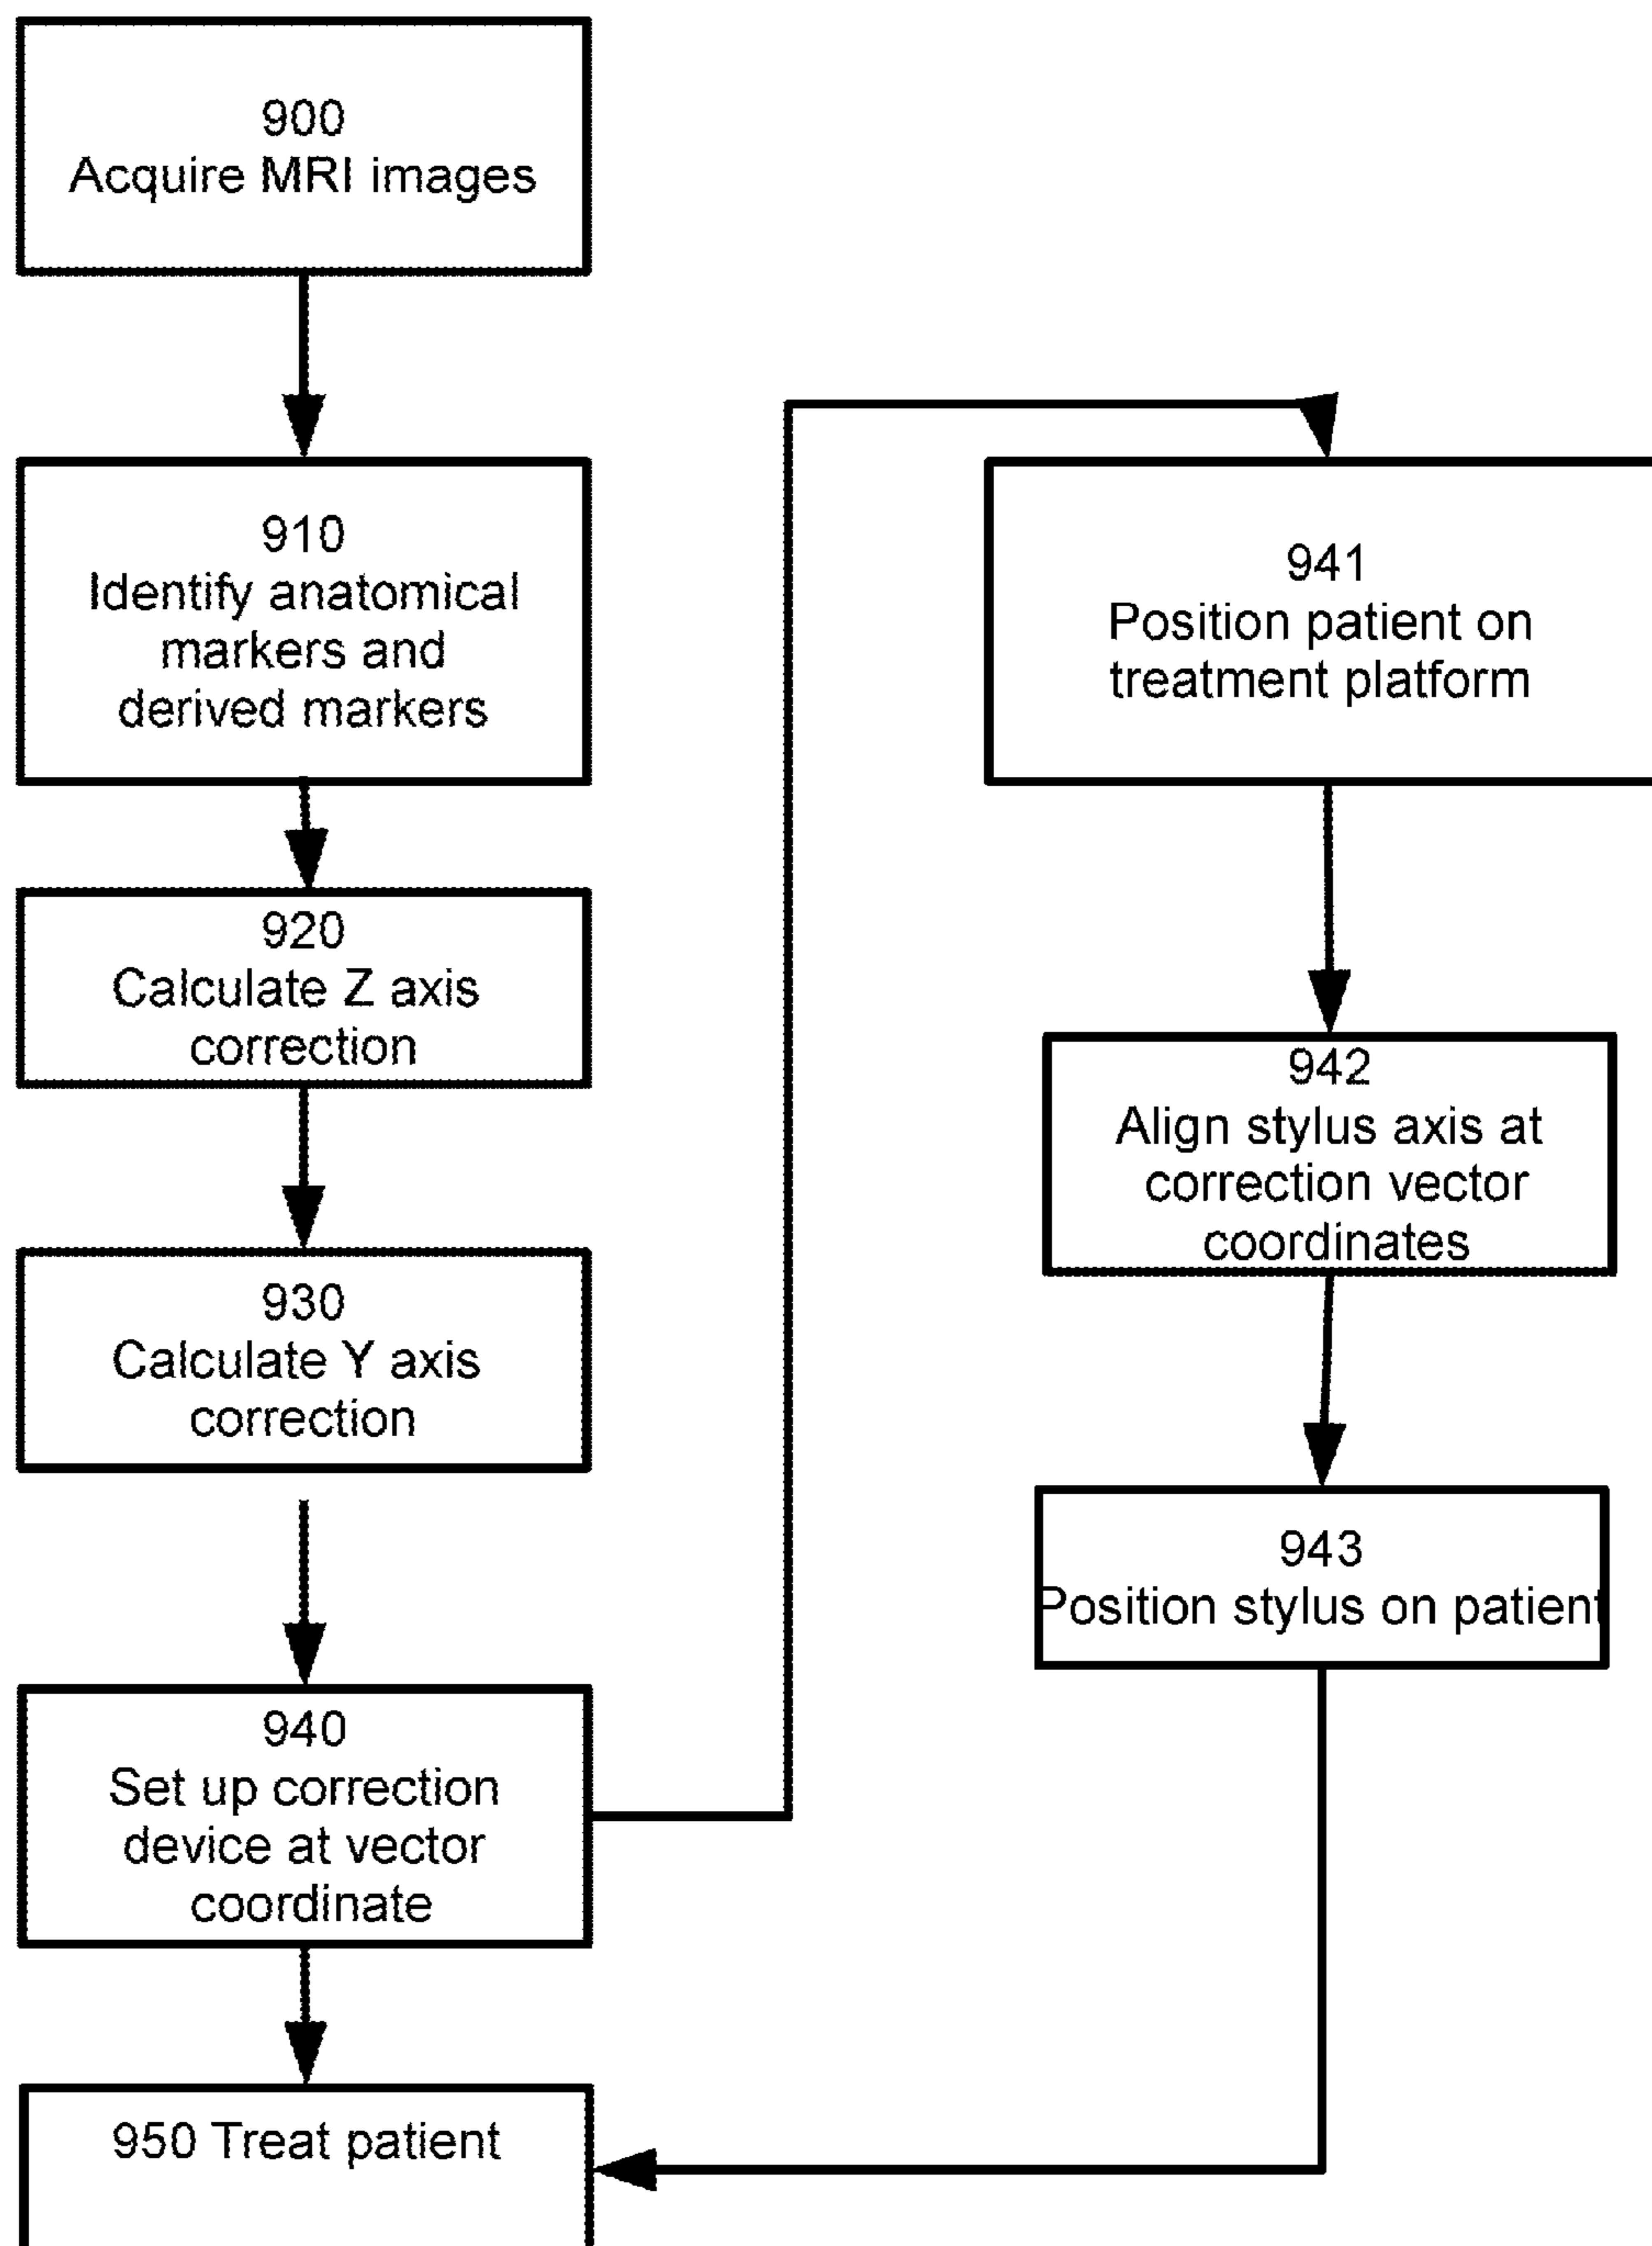 900
Acquire MRI images
910
Identify anatomical
markers and
derived markers
920
Calculate Z axis
correction
930
Calculate Y axis
correction
940
Set up correction
device at vector
coordinate
950 Treat patient
941
Position patient on
treatment platform
942
Align stylus axis at
correction vector
coordinates
943
Position stylus on patient